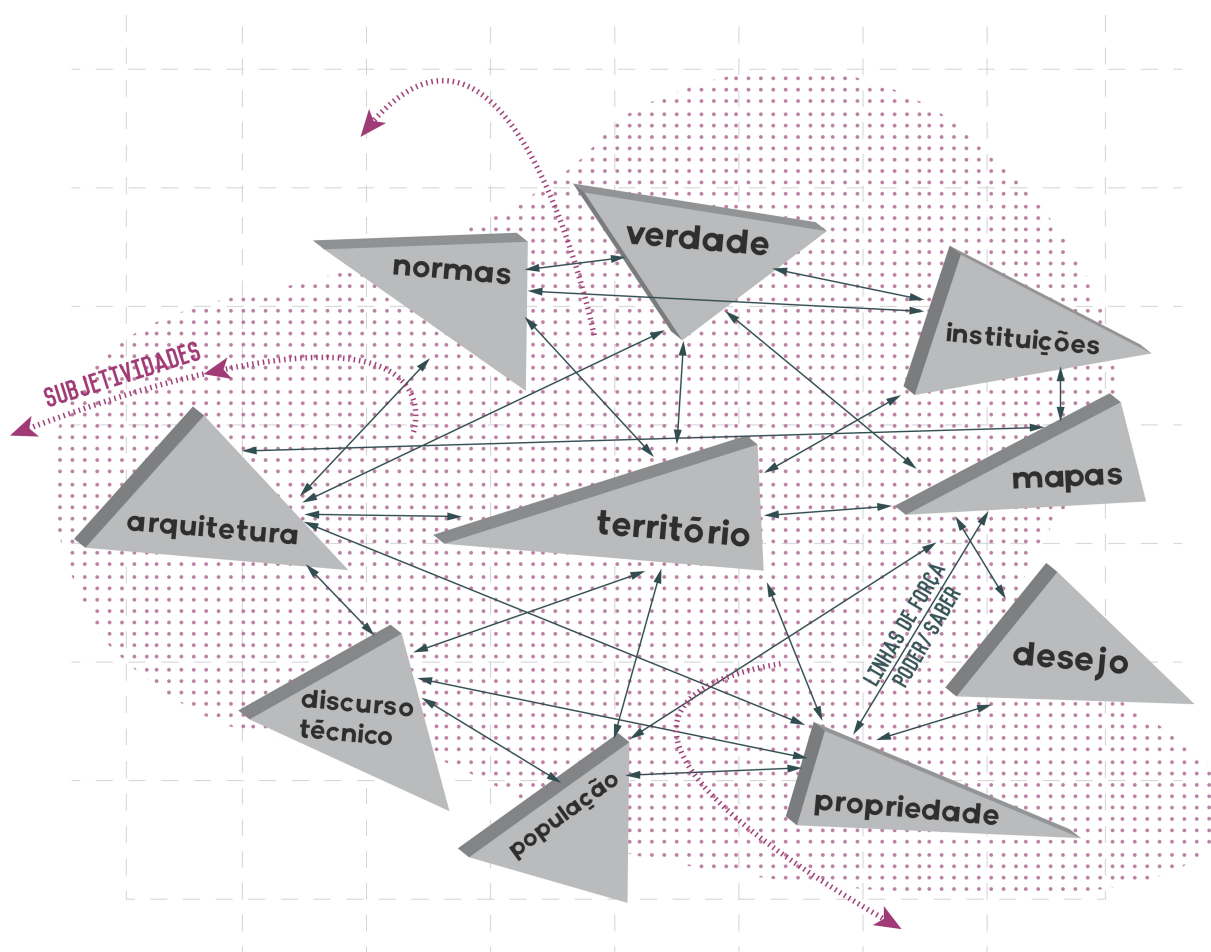 verdade
normas
instituições
SUBJETIVIDADES
mapas
arquitetura
território
LINHAS DE FORÇA
PODER/ SABER
desejo
discurso
técnico
população
propriedade